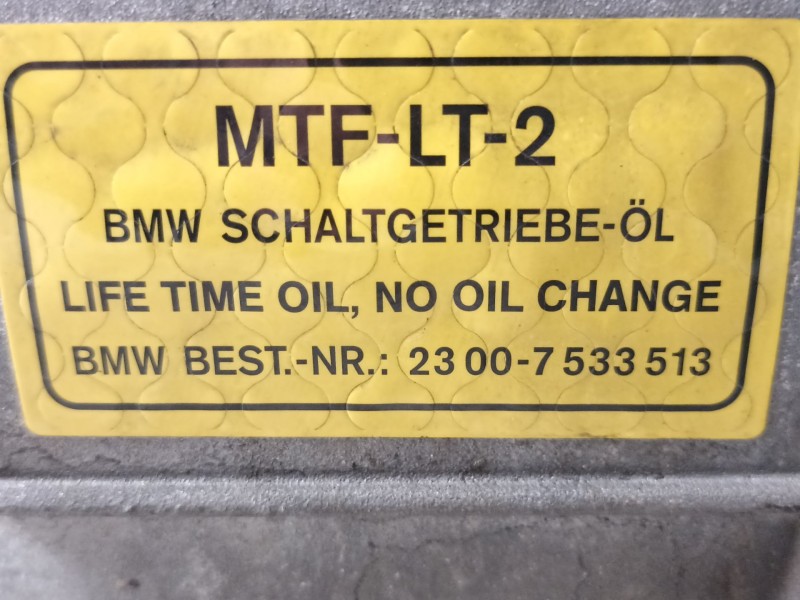 MTF-LT-2
BMW SCHALTGETRIEBE-ÖL
LIFE TIME OIL, NO OIL CHANGE
BMW BEST.-NR.: 23 00-7 533 513